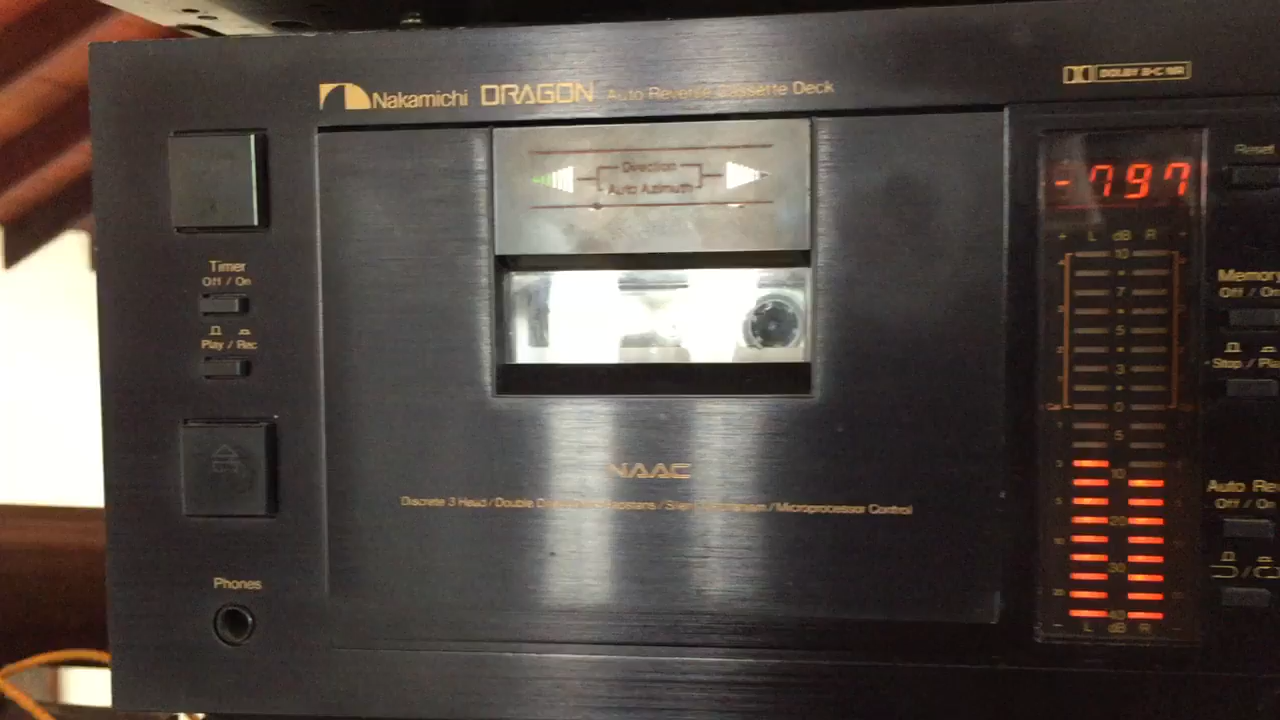 Nakamichi DRAGON Auto Reverse Cassette Deck
DOLBY B-C NR
Direction
Auto Azimuth
-797
Reset
Timer
Off / On
Play / Rec
+ L dB R +
10
7
5
3
0
5
10
20
30
40
L dB R
Memory
Off / On
Stop / Play
Auto Rev
Off / On
NAAC
Discrete 3 Head / Double / Microprocessor Control
Phones